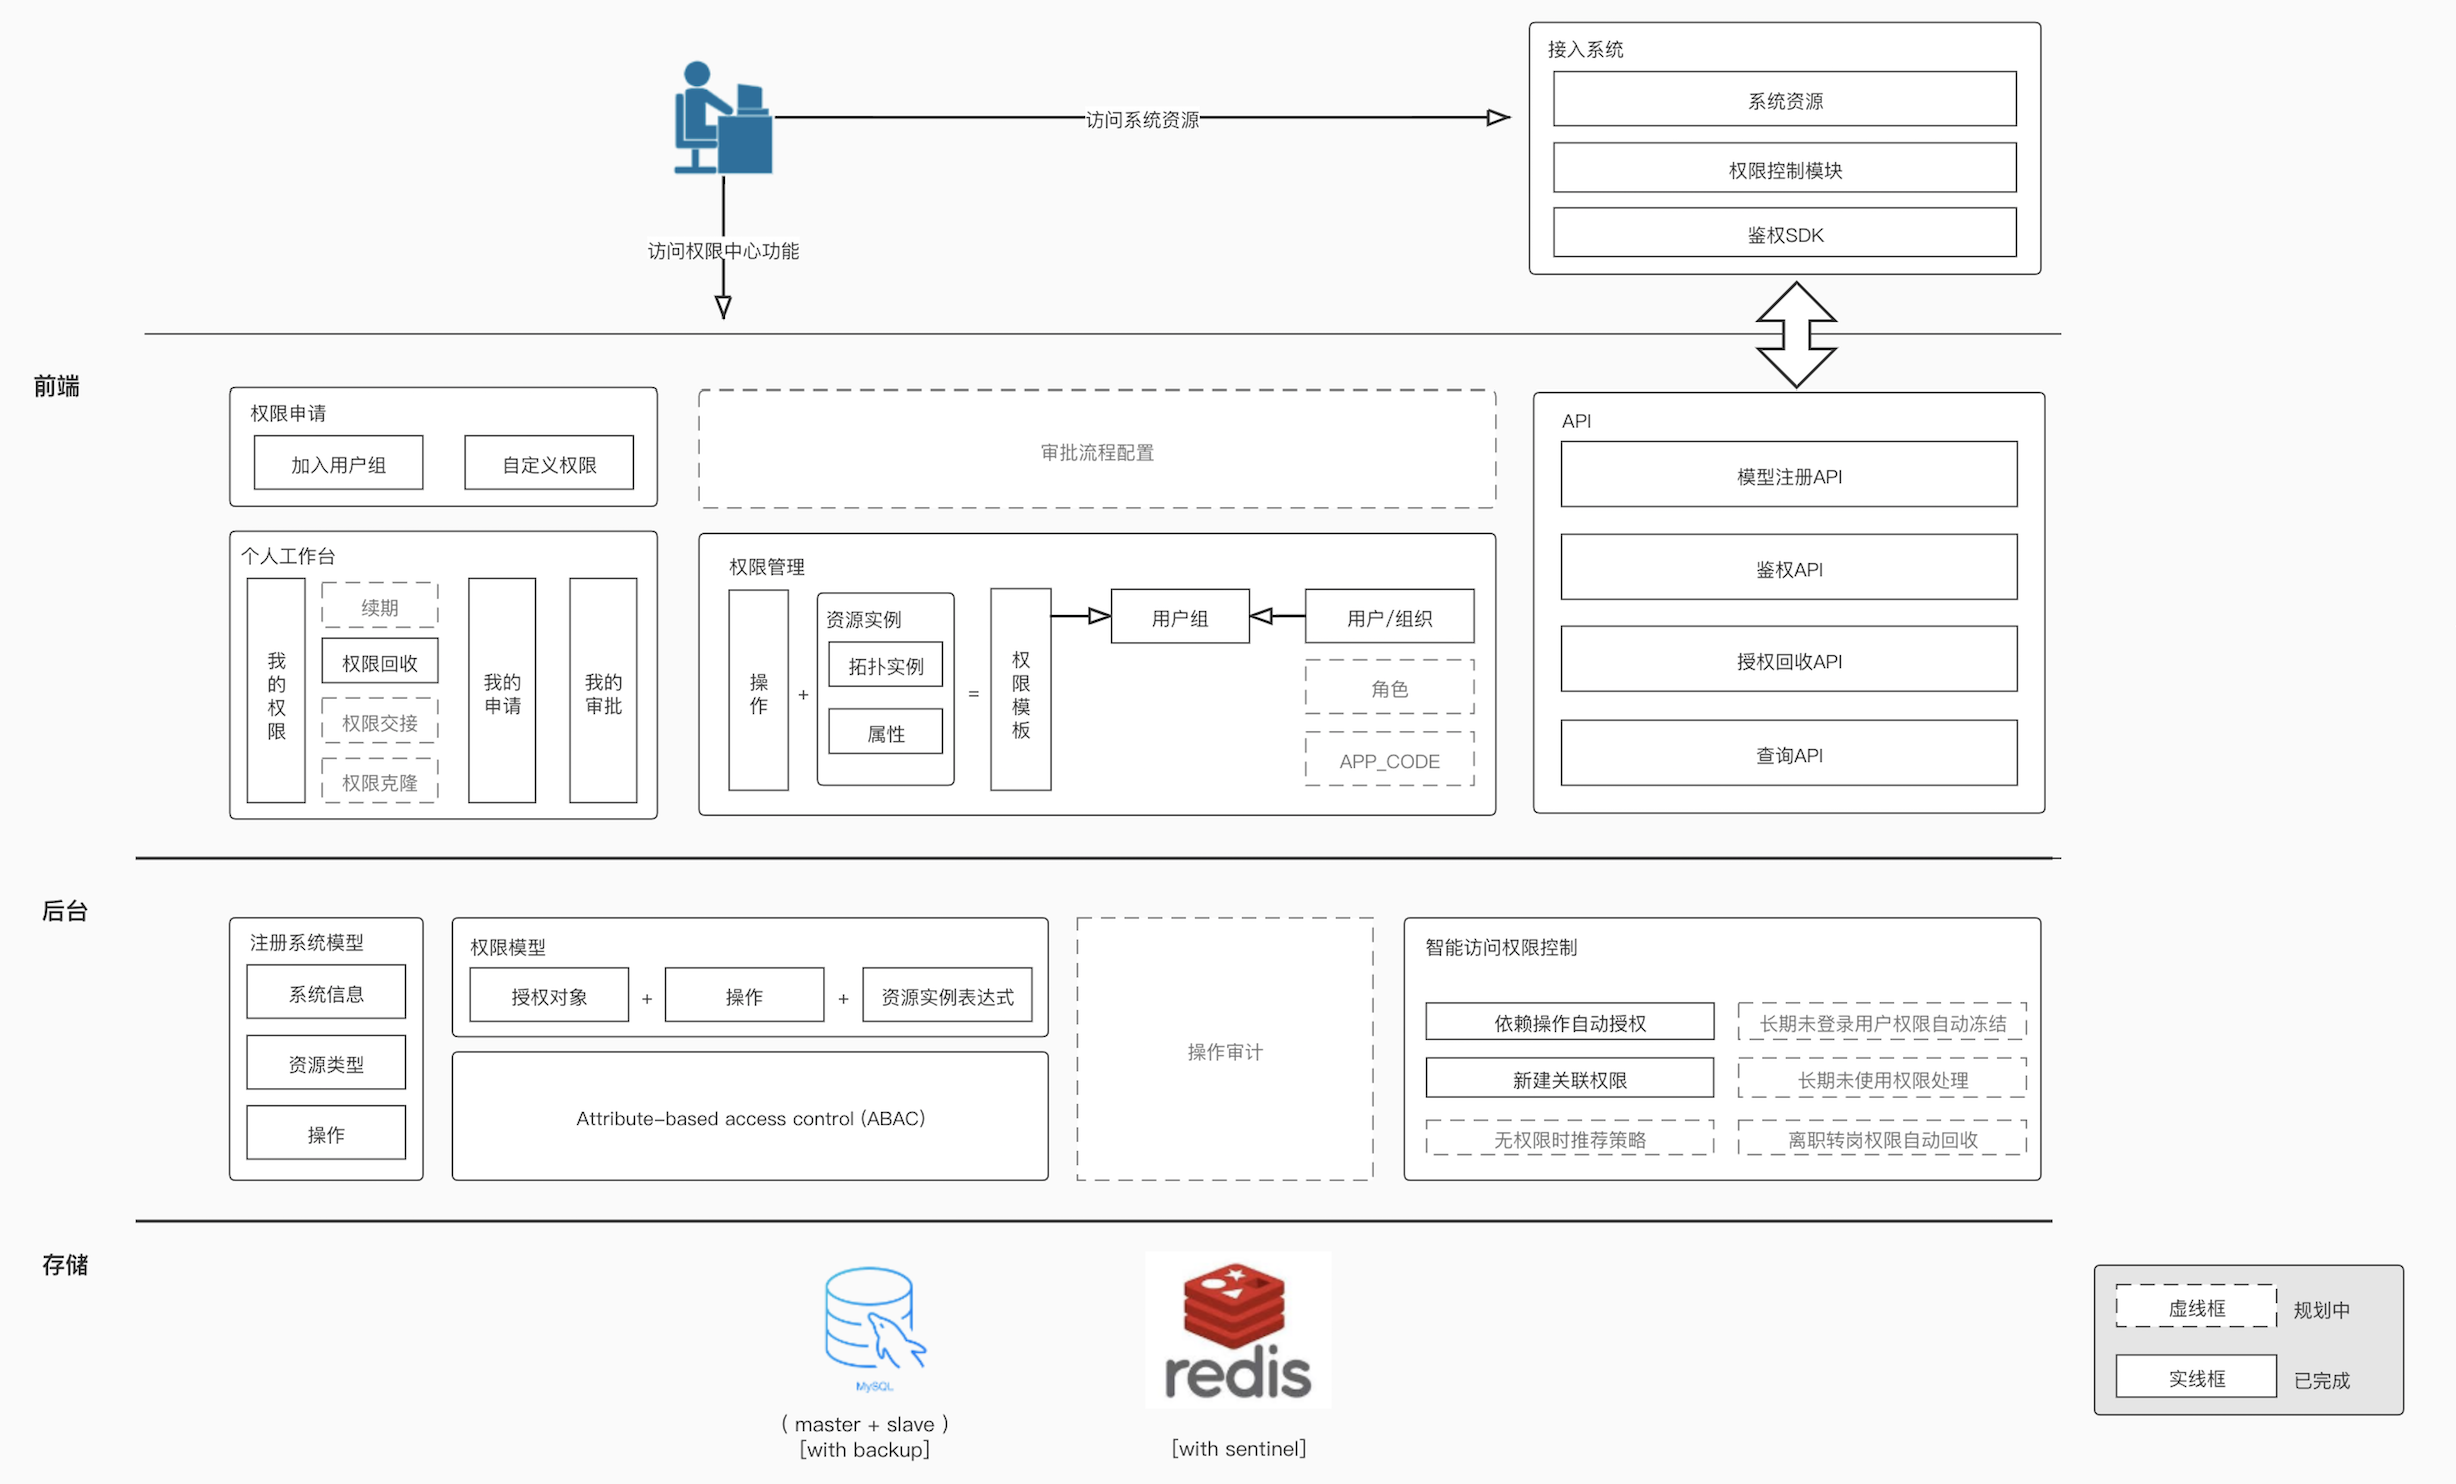 接入系统
系统资源
访问系统资源
权限控制模块
鉴权SDK
访问权限中心功能
前端
权限申请
加入用户组
自定义权限
审批流程配置
API
模型注册API
鉴权API
授权回收API
查询API
个人工作台
我的权限
续期
权限回收
权限交接
权限克隆
我的
申请
我的
审批
权限管理
操作
+
资源实例
拓扑实例
属性
=
权限模板
用户组
用户/组织
角色
APP_CODE
后台
注册系统模型
系统信息
资源类型
操作
权限模型
授权对象 + 操作 + 资源实例表达式
Attribute-based access control (ABAC)
操作审计
智能访问权限控制
依赖操作自动授权
长期未登录用户权限自动冻结
新建关联权限
长期未使用权限处理
无权限时推荐策略
离职转岗权限自动回收
存储
MySQL
( master + slave )
[with backup]
redis
[with sentinel]
虚线框 规划中
实线框 已完成